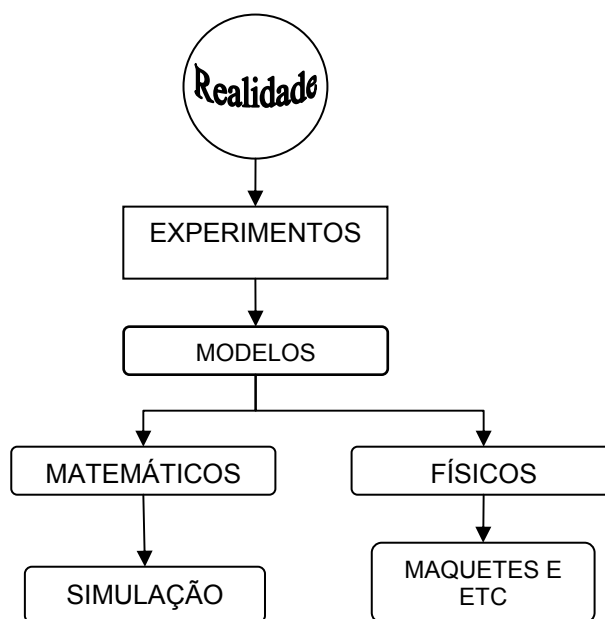 Realidade
EXPERIMENTOS
MODELOS
MATEMÁTICOS
FÍSICOS
SIMULAÇÃO
MAQUETES E
ETC